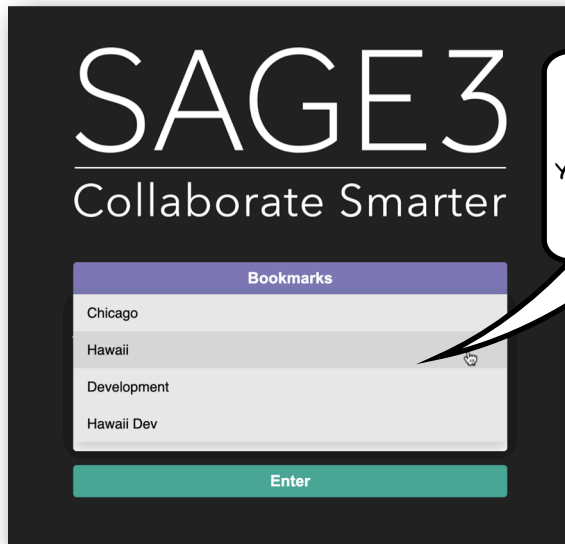 SAGE3
Collaborate Smarter
Bookmarks
Chicago
Hawaii
Development
Hawaii Dev
Enter